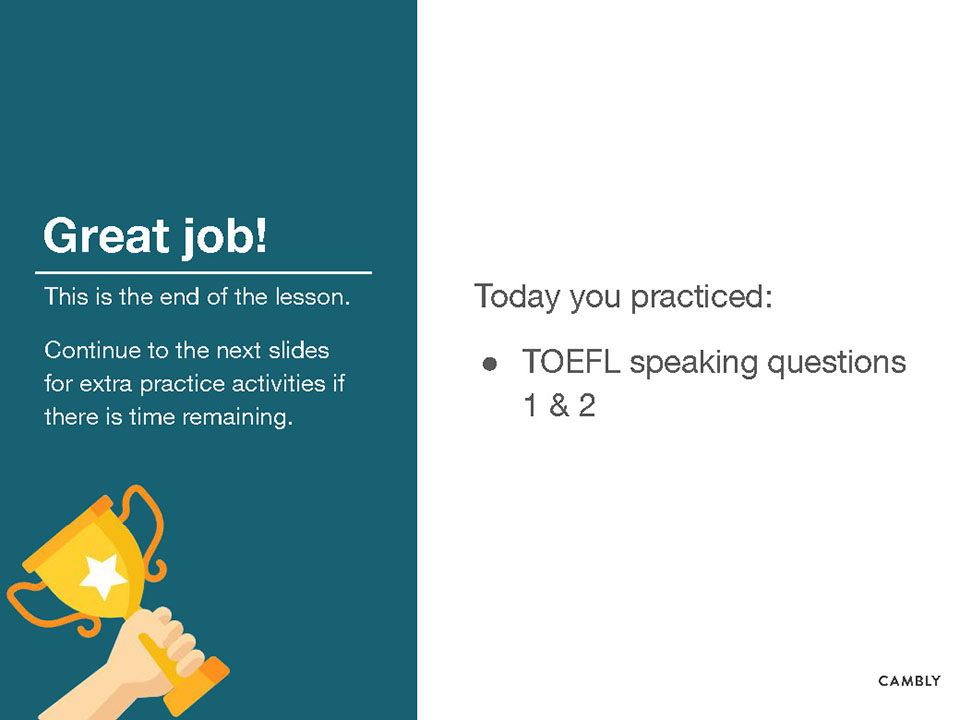 Great job!
This is the end of the lesson.
Continue to the next slides
for extra practice activities if
there is time remaining.
Today you practiced:
● TOEFL speaking questions
1 & 2
CAMBLY